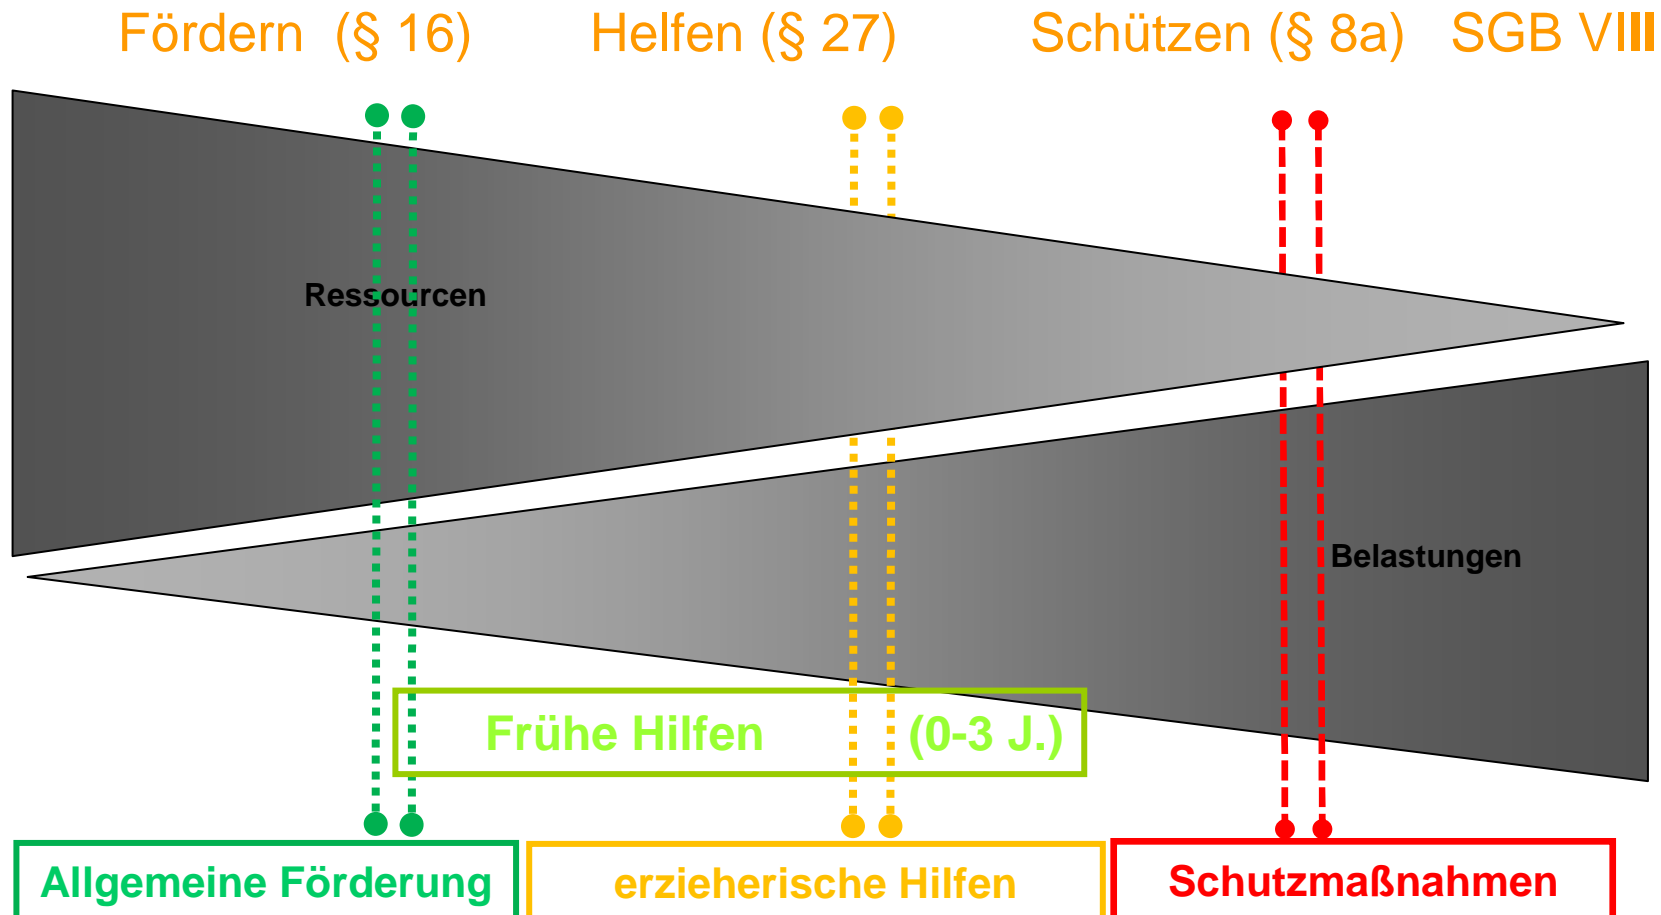 Fördern (§ 16) Helfen (§ 27) Schützen (§ 8a) SGB VIII
Ressourcen
Belastungen
Frühe Hilfen (0-3 J.)
Allgemeine Förderung erzieherische Hilfen Schutzmaßnahmen